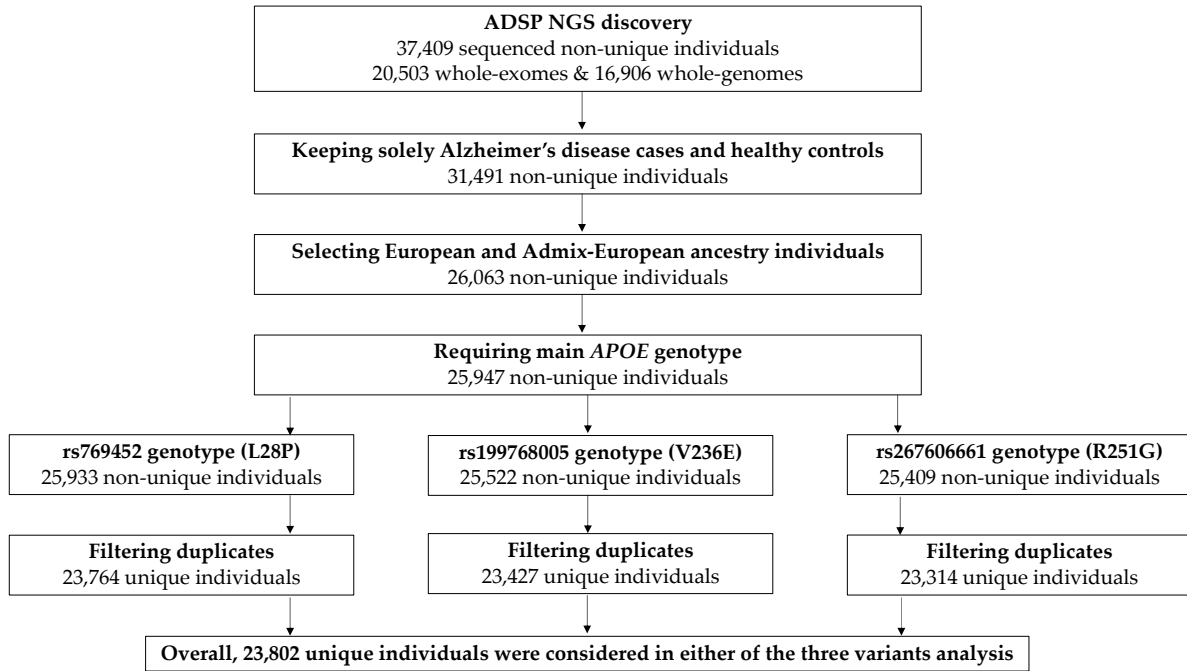 ADSP NGS discovery
37,409 sequenced non-unique individuals
20,503 whole-exomes & 16,906 whole-genomes
Keeping solely Alzheimer’s disease cases and healthy controls
31,491 non-unique individuals
Selecting European and Admix-European ancestry individuals
26,063 non-unique individuals
Requiring main APOE genotype
25,947 non-unique individuals
rs769452 genotype (L28P)
25,933 non-unique individuals
rs199768005 genotype (V236E)
25,522 non-unique individuals
rs267606661 genotype (R251G)
25,409 non-unique individuals
Filtering duplicates
23,764 unique individuals
Filtering duplicates
23,427 unique individuals
Filtering duplicates
23,314 unique individuals
Overall, 23,802 unique individuals were considered in either of the three variants analysis